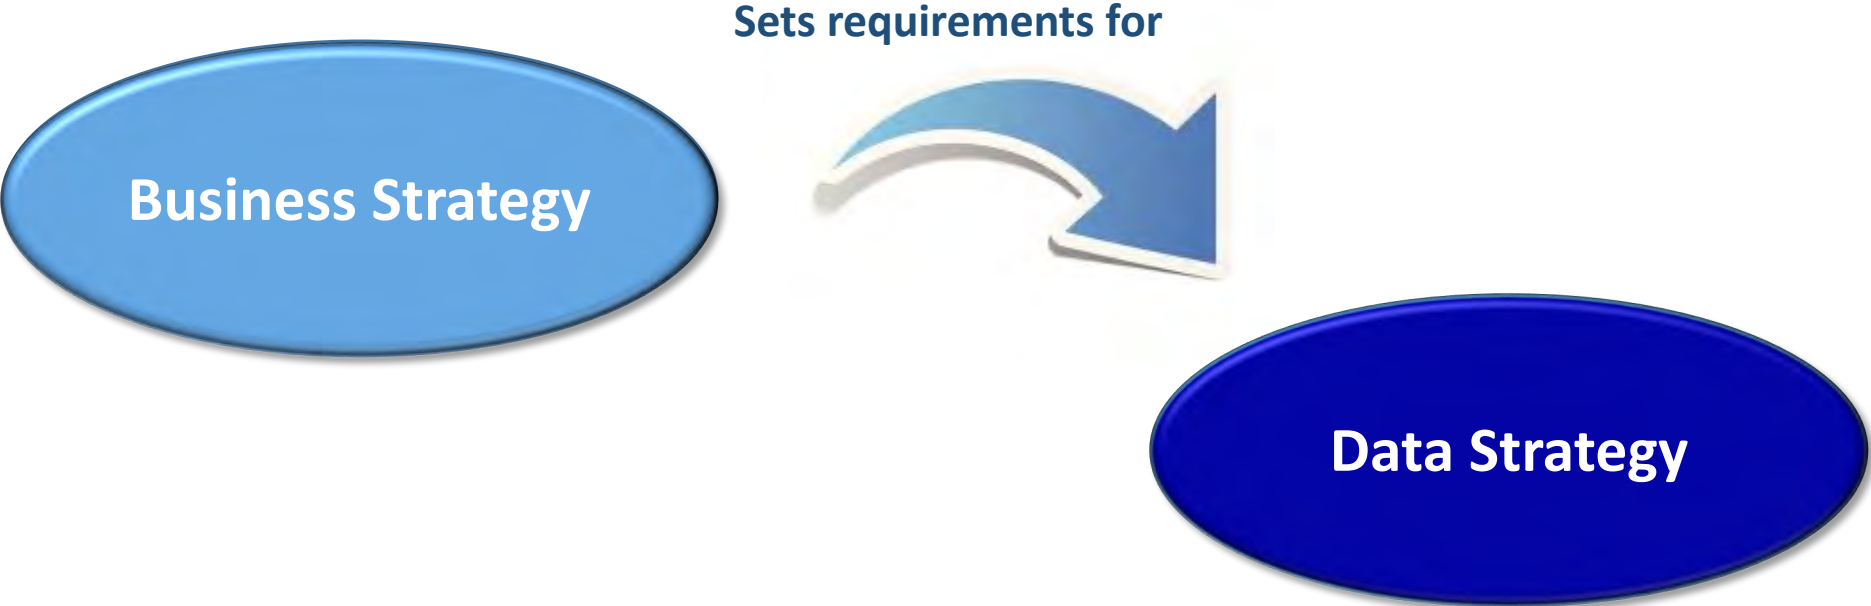 Sets requirements for
Business Strategy
Data Strategy